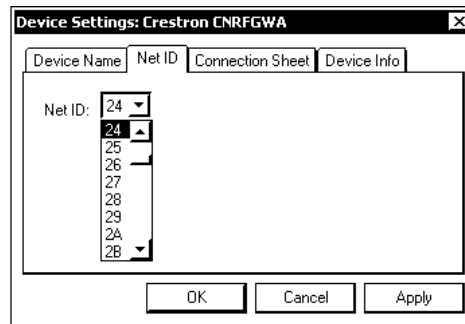 Device Settings: Crestron CNRFGWA
Device Name Net ID Connection Sheet Device Info
Net ID: 24
24
25
26
27
28
29
2A
2B
OK Cancel Apply